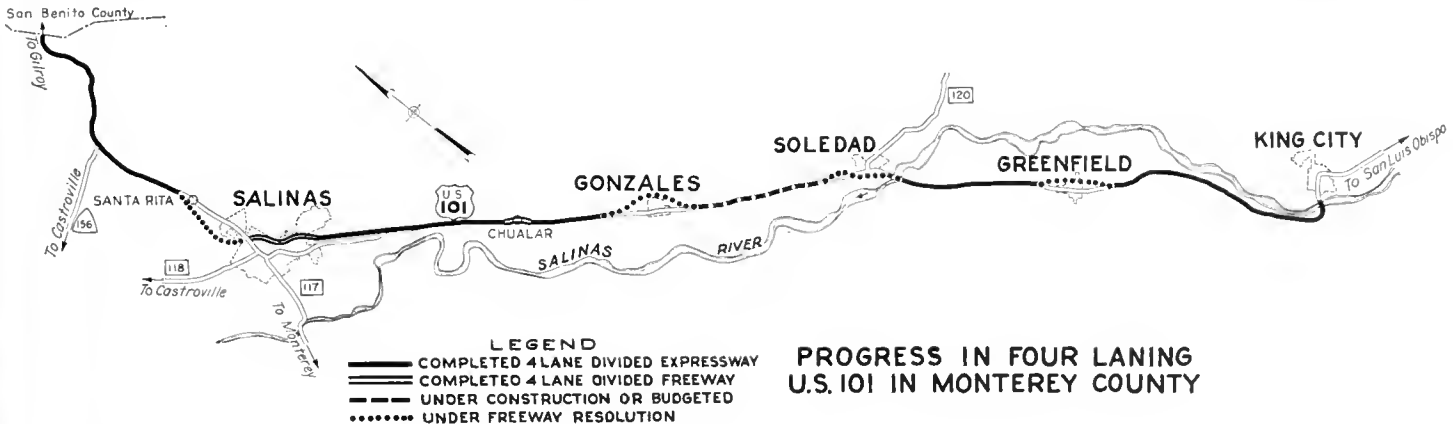 San Benito County
To Gilroy
To Castroville
156
SANTA RITA
SALINAS
118
To Castroville
117
To Monterey
U.S.
101
CHUALAR
GONZALES
SALINAS RIVER
SOLEDAD
120
GREENFIELD
KING CITY
To San Luis Obispo
LEGEND
COMPLETED 4 LANE DIVIDED EXPRESSWAY
COMPLETED 4 LANE DIVIDED FREEWAY
UNDER CONSTRUCTION OR BUDGETED
UNDER FREEWAY RESOLUTION
PROGRESS IN FOUR LANING
U.S. 101 IN MONTEREY COUNTY